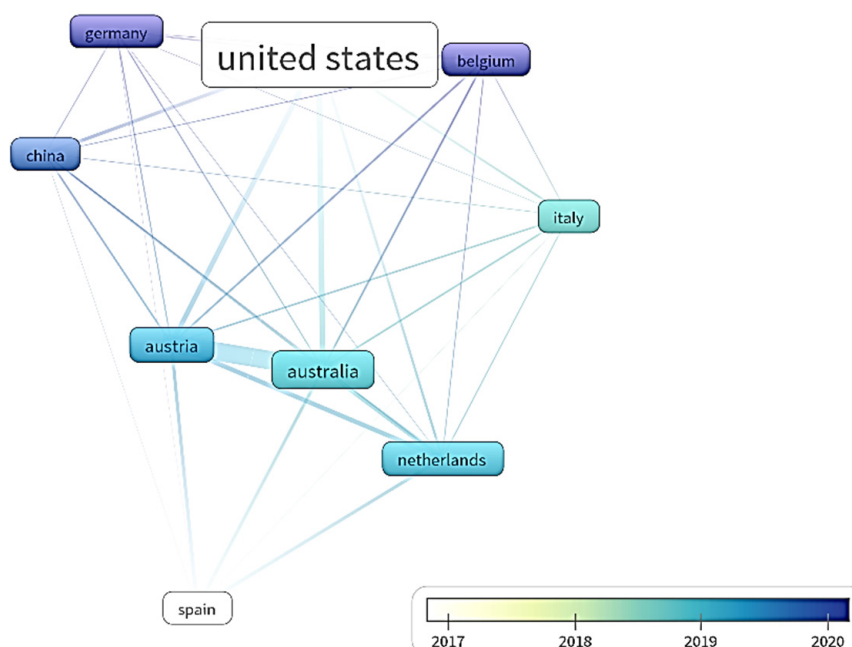 germany
united states
belgium
china
italy
austria
australia
netherlands
spain
2017 2018 2019 2020